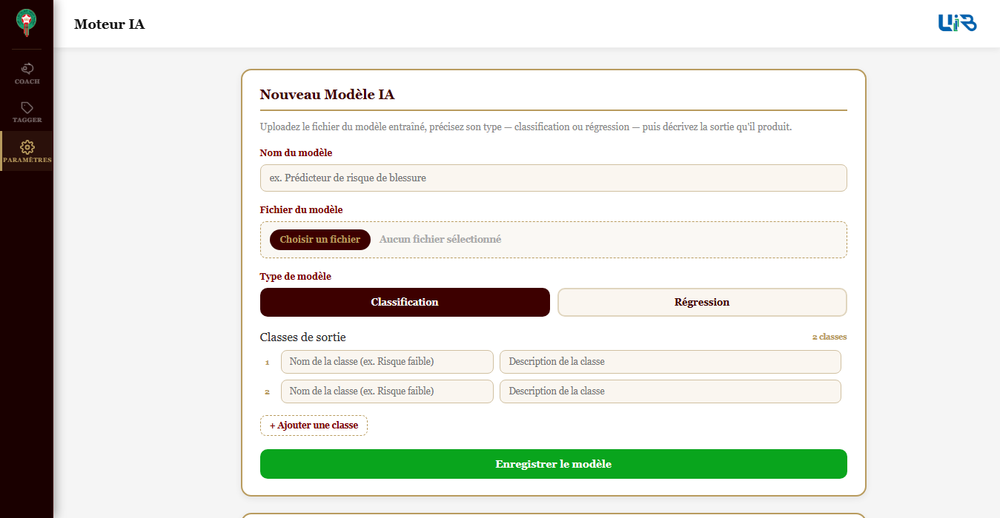 Moteur IA
UiB
COACH
TAGGER
PARAMÈTRES
Nouveau Modèle IA
Uploadez le fichier du modèle entraîné, précisez son type — classification ou régression — puis décrivez la sortie qu'il produit.
Nom du modèle
ex. Prédicteur de risque de blessure
Fichier du modèle
Choisir un fichier Aucun fichier sélectionné
Type de modèle
Classification Régression
Classes de sortie 2 classes
1 Nom de la classe (ex. Risque faible) Description de la classe
2 Nom de la classe (ex. Risque faible) Description de la classe
+ Ajouter une classe
Enregistrer le modèle